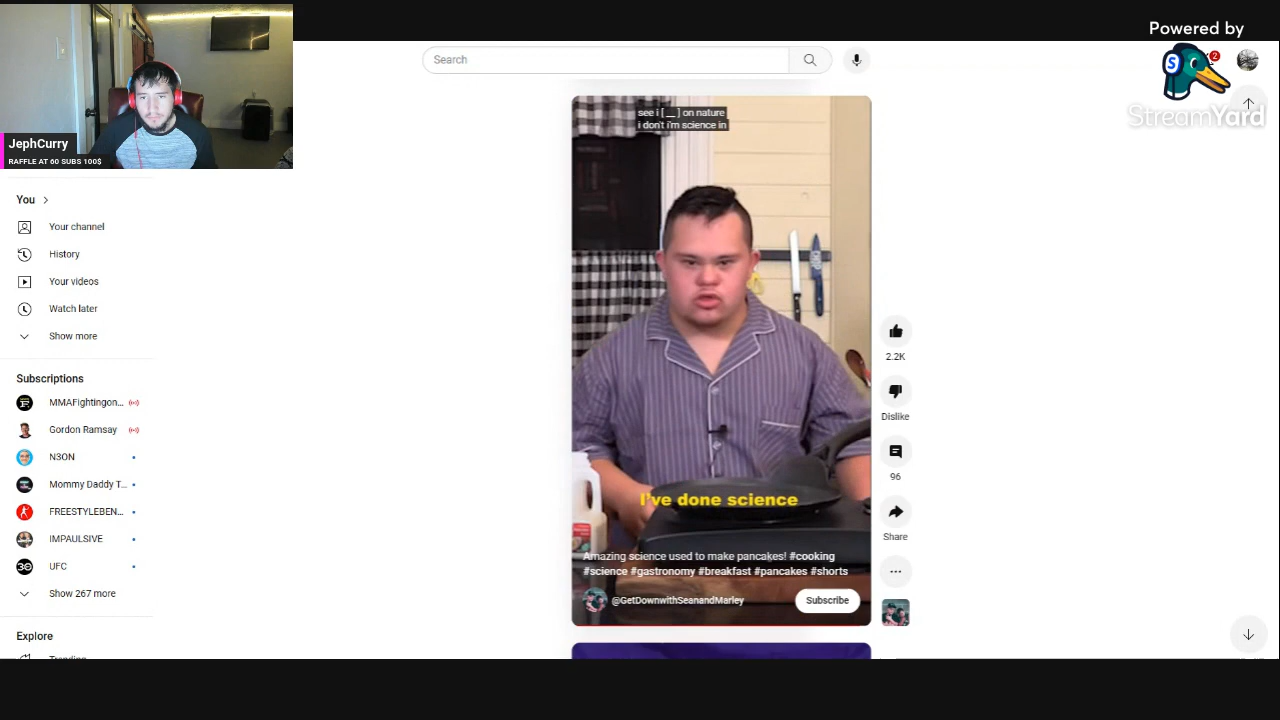 Powered by
StreamYard
2
S
JephCurry
RAFFLE AT 60 SUBS 100$
Search
You
Your channel
History
Your videos
Watch later
Show more
Subscriptions
MMAFightingon...
Gordon Ramsay
N3ON
Mommy Daddy T...
FREESTYLEBEN...
IMPAULSIVE
UFC
Show 267 more
Explore
see i [ __ ] on nature
i don't i'm science in
I've done science
Amazing science used to make pancakes! #cooking
#science #gastronomy #breakfast #pancakes #shorts
@GetDownwithSeanandMarley
Subscribe
2.2K
Dislike
96
Share